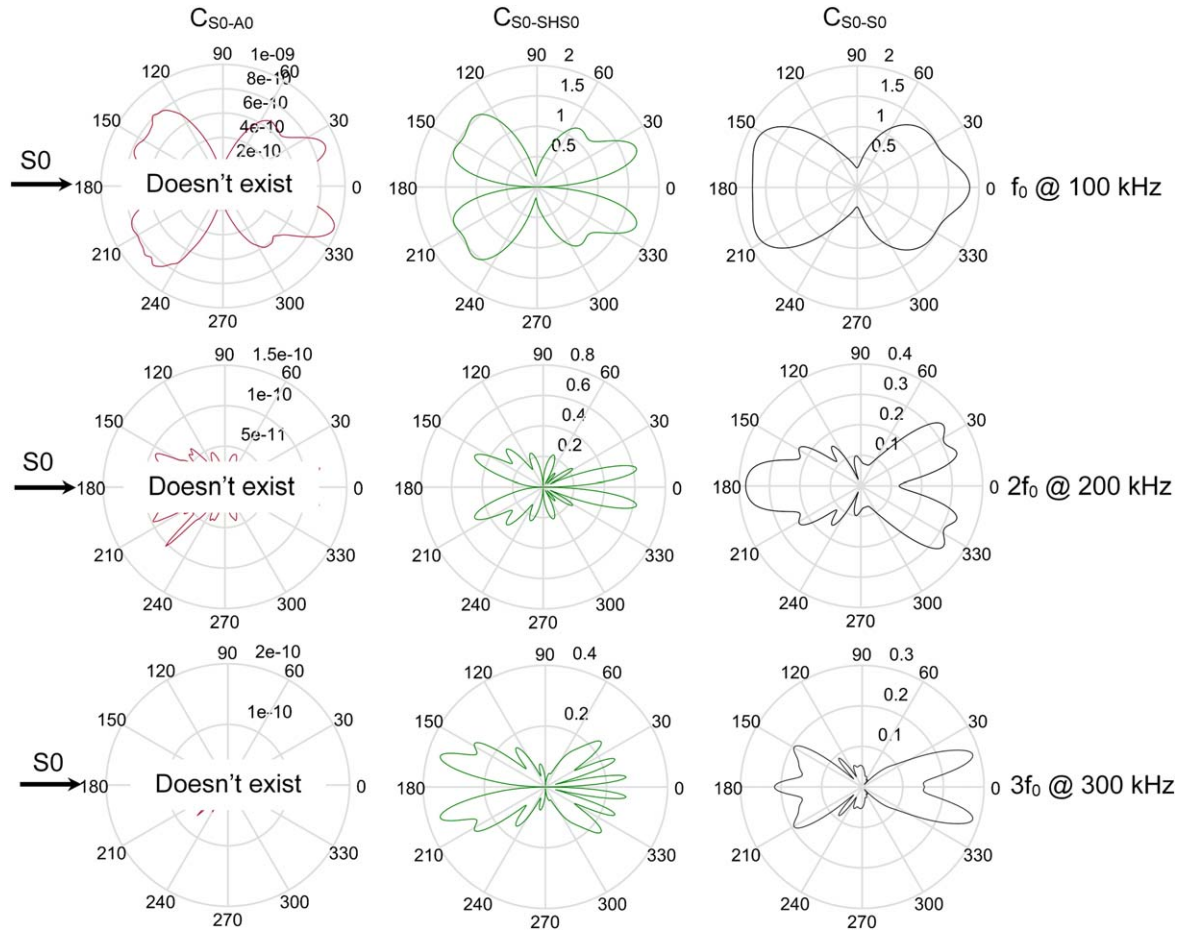 C_S0-A0 C_S0-SHS0 C_S0-S0
90 1e-09 90 2 90 2
120 60 8e-10 120 1.5 60 120 1.5 60
6e-10
150 4e-10 30 150 1 30 150 1 30
2e-10 0.5 0.5
S0
180 Doesn't exist 0 180 0 180 0 f₀ @ 100 kHz
210 330 210 330 210 330
240 300 240 300 240 300
270 270 270
90 1.5e-10 90 0.8 90 0.4
120 60 120 0.6 60 120 0.3 60
1e-10
150 30 150 0.4 30 150 0.2 30
5e-11 0.2 0.1
S0
180 Doesn't exist 0 180 0 180 0 2f₀ @ 200 kHz
210 330 210 330 210 330
240 300 240 300 240 300
270 270 270
90 2e-10 90 0.4 90 0.3
120 60 120 60 120 60
0.2
150 1e-10 30 150 0.2 30 150 30
0.1
S0
180 Doesn't exist 0 180 0 180 0 3f₀ @ 300 kHz
210 330 210 330 210 330
240 300 240 300 240 300
270 270 270